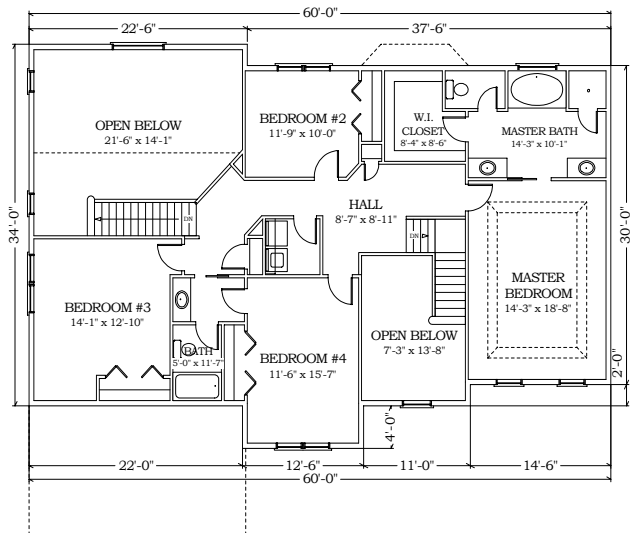 60'-0"
22'-6"
37'-6"
OPEN BELOW
21'-6" x 14'-1"
BEDROOM #2
11'-9" x 10'-0"
W.I.
CLOSET
8'-4" x 8'-6"
MASTER BATH
14'-3" x 10'-1"
34'-0"
30'-0"
DN
HALL
8'-7" x 8'-11"
DN
MASTER
BEDROOM
14'-3" x 18'-8"
BEDROOM #3
14'-1" x 12'-10"
OPEN BELOW
7'-3" x 13'-8"
BATH
5'-0" x 11'-7"
BEDROOM #4
11'-6" x 15'-7"
2'-0"
4'-0"
22'-0"
12'-6"
11'-0"
14'-6"
60'-0"